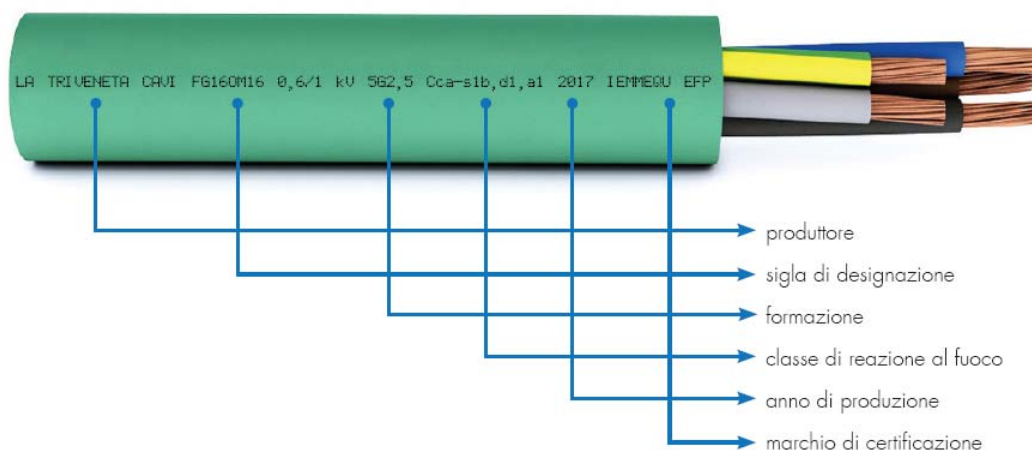 LA TRIVENETA CAVI FG16OM16 0,6/1 kV 5G2,5 Cca-s1b,d1,a1 2017 IEMMEQU EFP
produttore
sigla di designazione
formazione
classe di reazione al fuoco
anno di produzione
marchio di certificazione